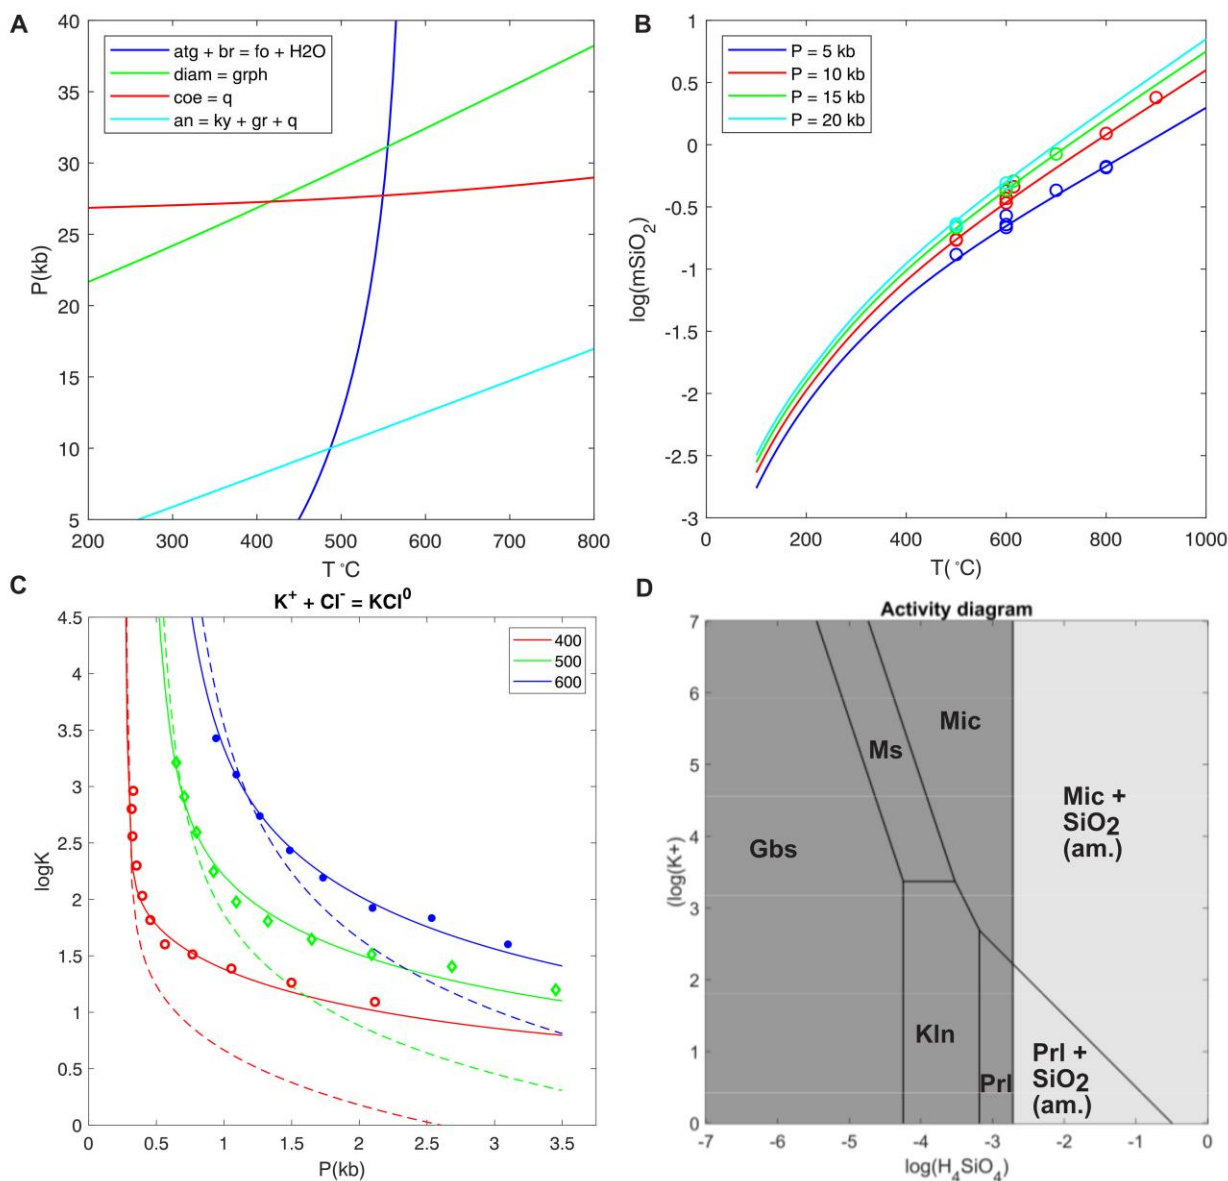 A
atg + br = fo + H2O
diam = grph
coe = q
an = ky + gr + q
40
35
30
25
20
15
10
5
P(kb)
200
300
400
500
600
700
800
T °C
B
P = 5 kb
P = 10 kb
P = 15 kb
P = 20 kb
1
0.5
0
-0.5
-1
-1.5
-2
-2.5
-3
log(mSiO₂)
0
200
400
600
800
1000
T( °C)
C
K⁺ + Cl⁻ = KCl⁰
400
500
600
4.5
4
3.5
3
2.5
2
1.5
1
0.5
0
logK
0
0.5
1
1.5
2
2.5
3
3.5
P(kb)
D
Activity diagram
7
6
5
4
3
2
1
0
(log(K+)
Gbs
Ms
Mic
Kln
Prl
Mic +
SiO₂
(am.)
Prl +
SiO₂
(am.)
-7
-6
-5
-4
-3
-2
-1
0
log(H₄SiO₄)